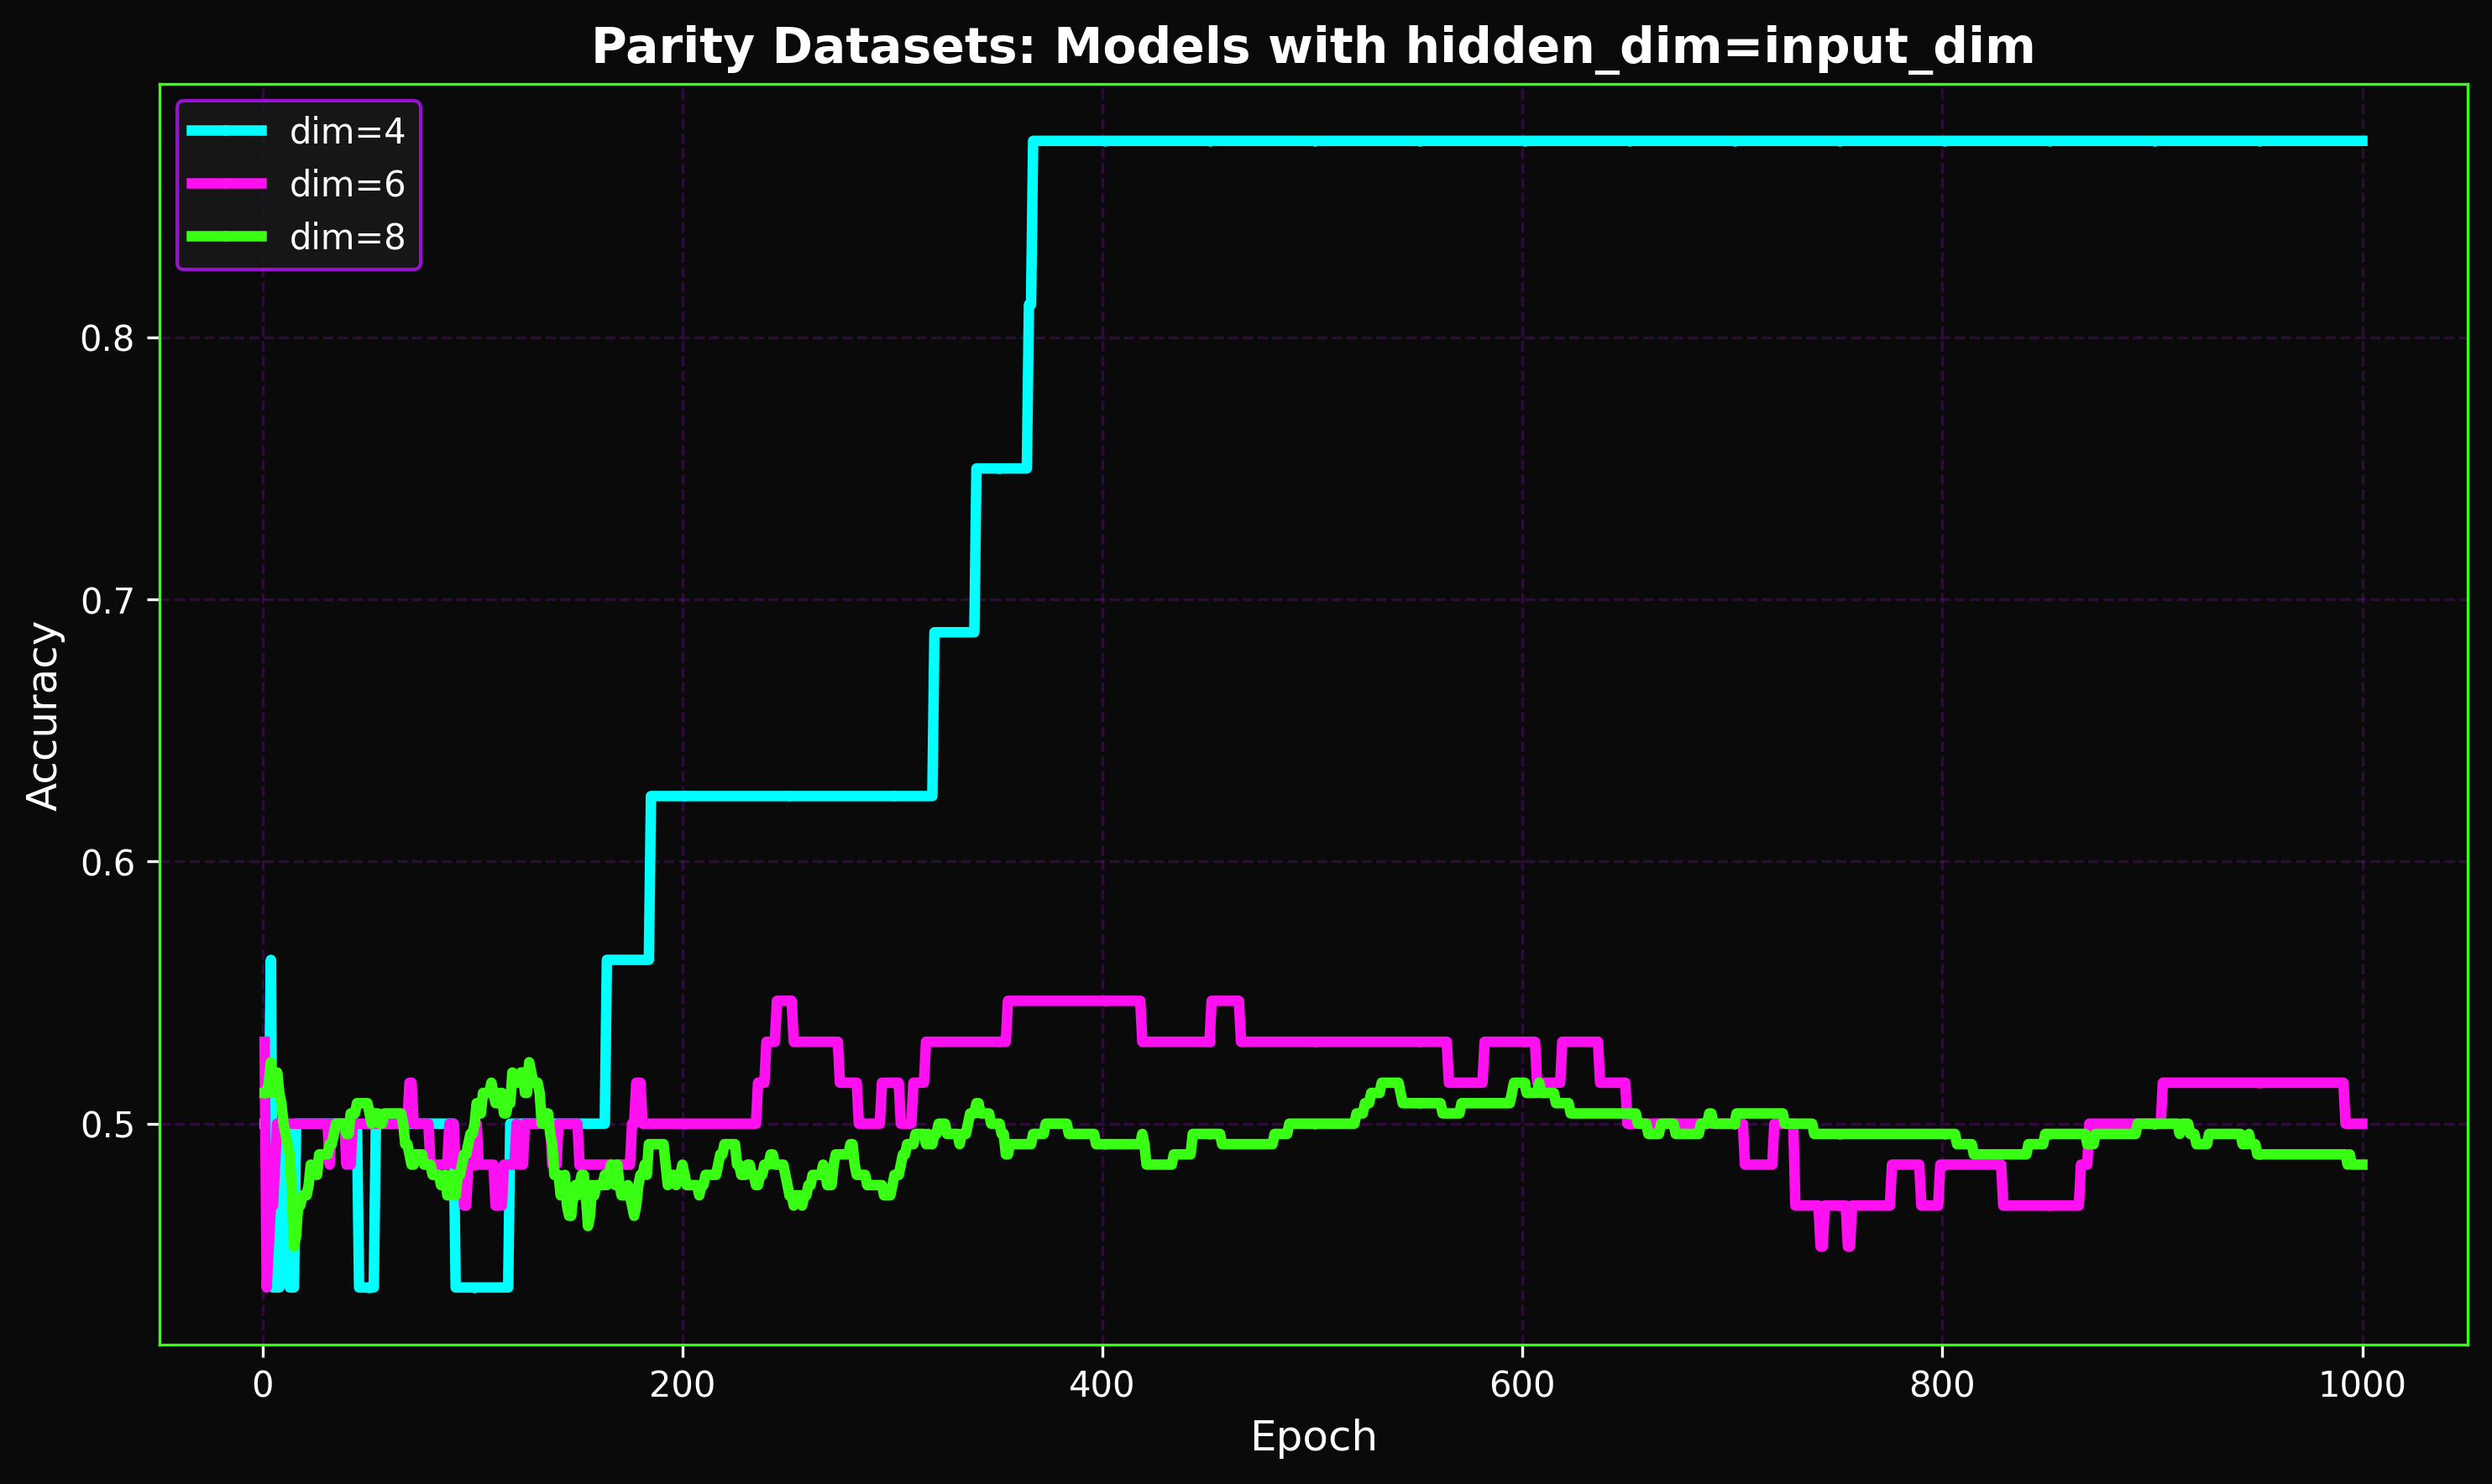 Parity Datasets: Models with hidden_dim=input_dim
dim=4
dim=6
dim=8
Accuracy
0.8
0.7
0.6
0.5
0
200
400
600
800
1000
Epoch